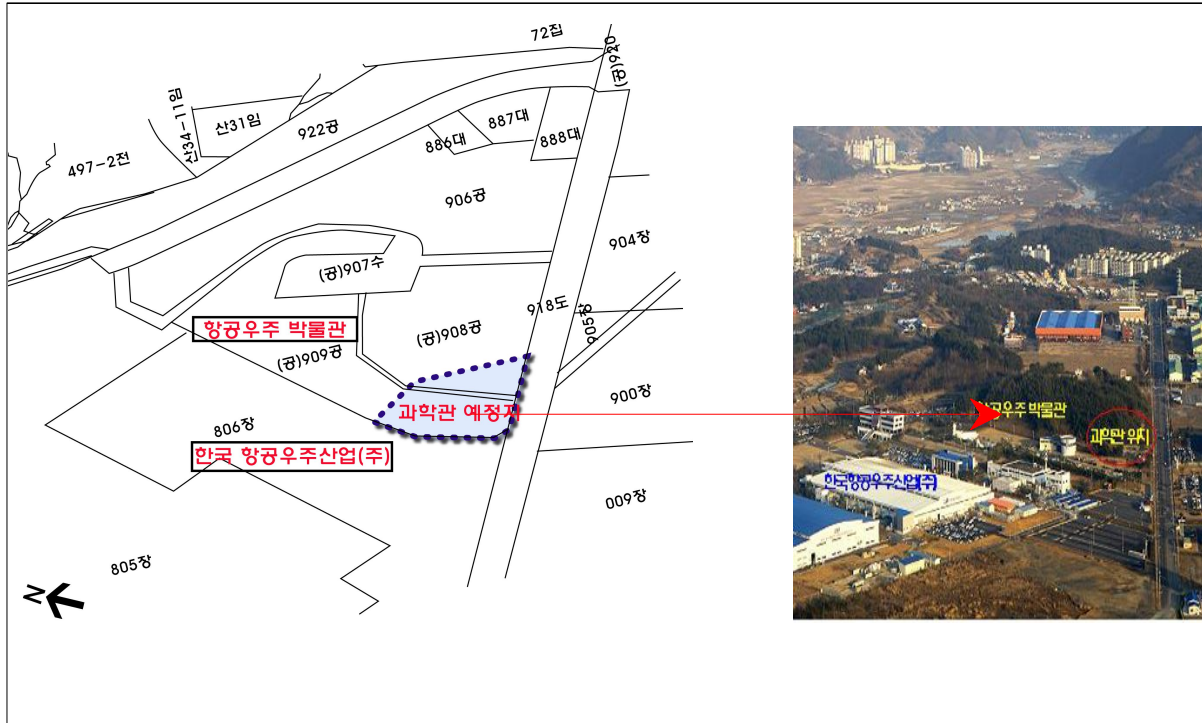 72집
(공)920
산34-11임
산31임
922공
887대
886대
888대
497-2전
906공
904장
(공)907수
918도
905장
항공우주 박물관
(공)908공
(공)909공
900장
과학관 예정지
806장
한국 항공우주산업(주)
009장
805장
N
항공우주 박물관
과학관 위치
한국항공우주산업(주)